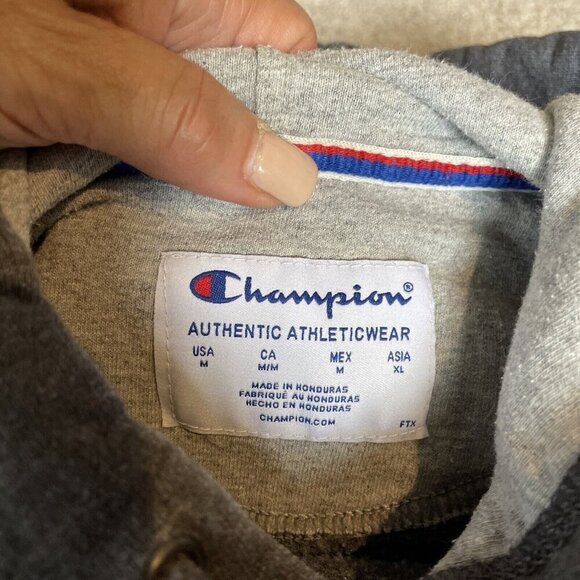 Champion®
AUTHENTIC ATHLETICWEAR
USA CA MEX ASIA
M M/M M XL
MADE IN HONDURAS
FABRIQUÉ AU HONDURAS
HECHO EN HONDURAS
CHAMPION.COM
FTX